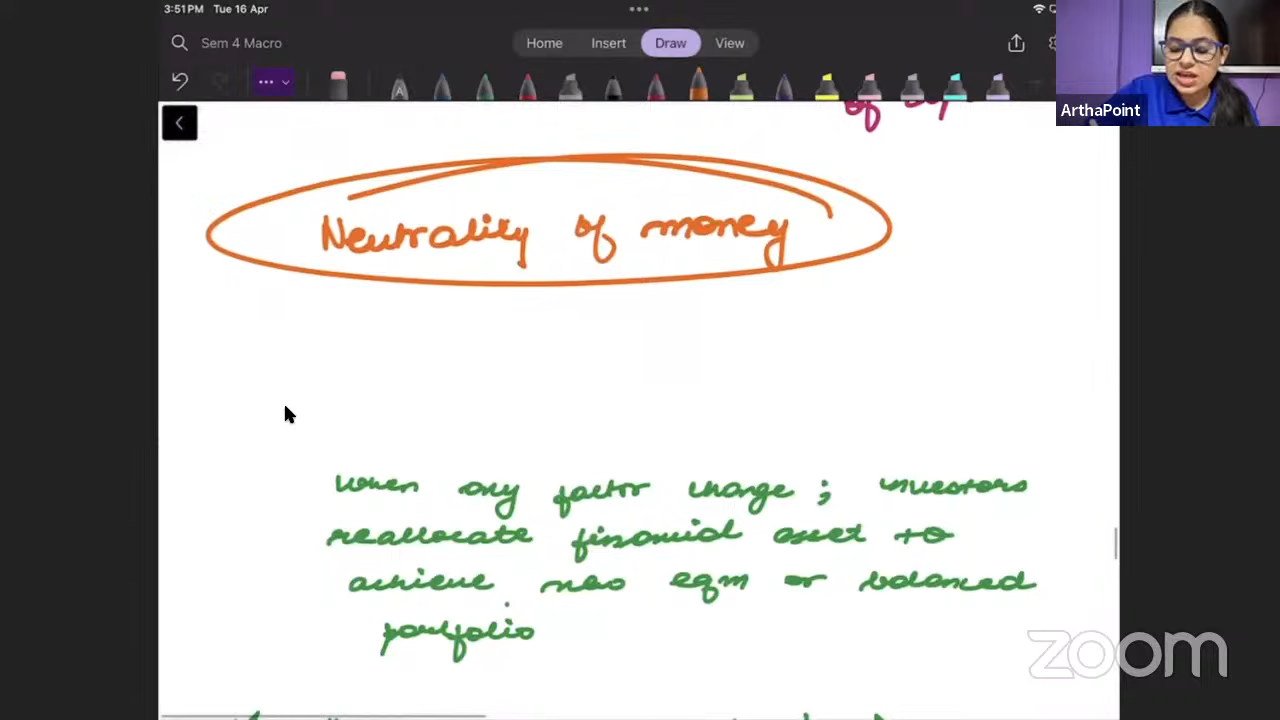 3:51 PM Tue 16 Apr
Sem 4 Macro
Home Insert Draw View
A
ArthaPoint
of
Neutrality of money
when any factor change ; investors
reallocate financial asset to
achieve new eqm or balanced
portfolio
zoom